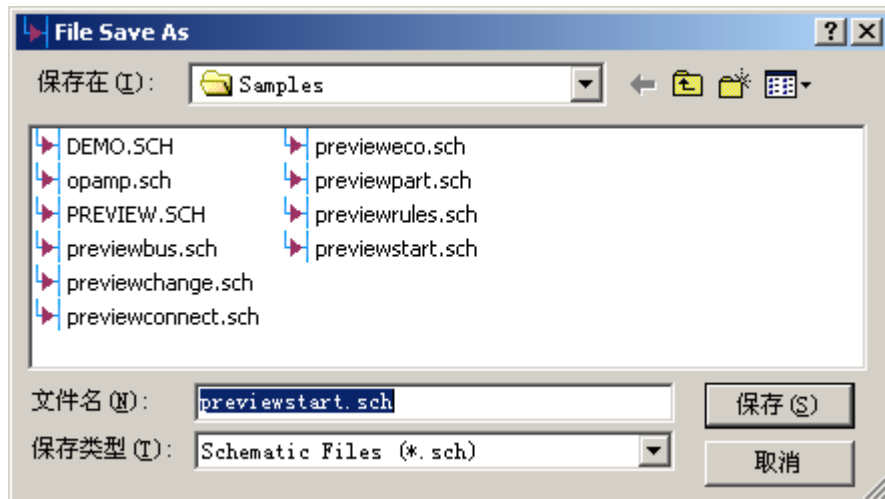 File Save As
保存在(I):
Samples
DEMO.SCH
opamp.sch
PREVIEW.SCH
previewbus.sch
previewchange.sch
previewconnect.sch
previeweco.sch
previewpart.sch
previewrules.sch
previewstart.sch
文件名(N):
previewstart.sch
保存(S)
保存类型(T):
Schematic Files (*.sch)
取消